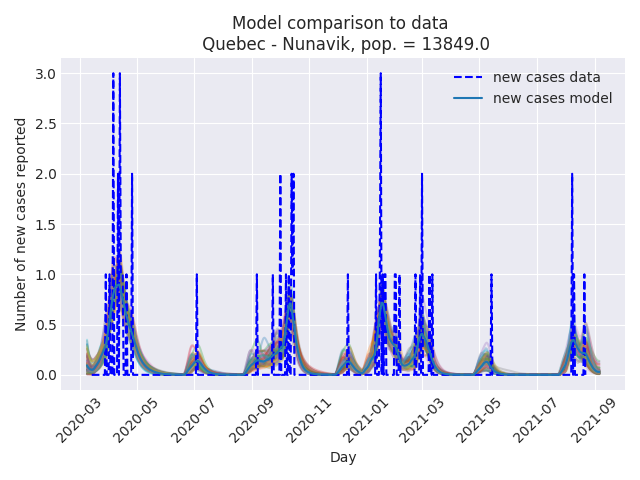 Model comparison to data
Quebec - Nunavik, pop. = 13849.0
new cases data
new cases model
Number of new cases reported
3.0
2.5
2.0
1.5
1.0
0.5
0.0
2020-03
2020-05
2020-07
2020-09
2020-11
2021-01
2021-03
2021-05
2021-07
2021-09
Day